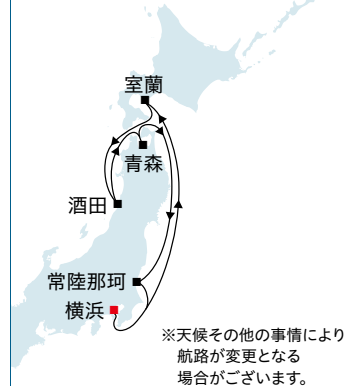 室蘭
青森
酒田
常陸那珂
横浜
※天候その他の事情により
航路が変更となる
場合がございます。